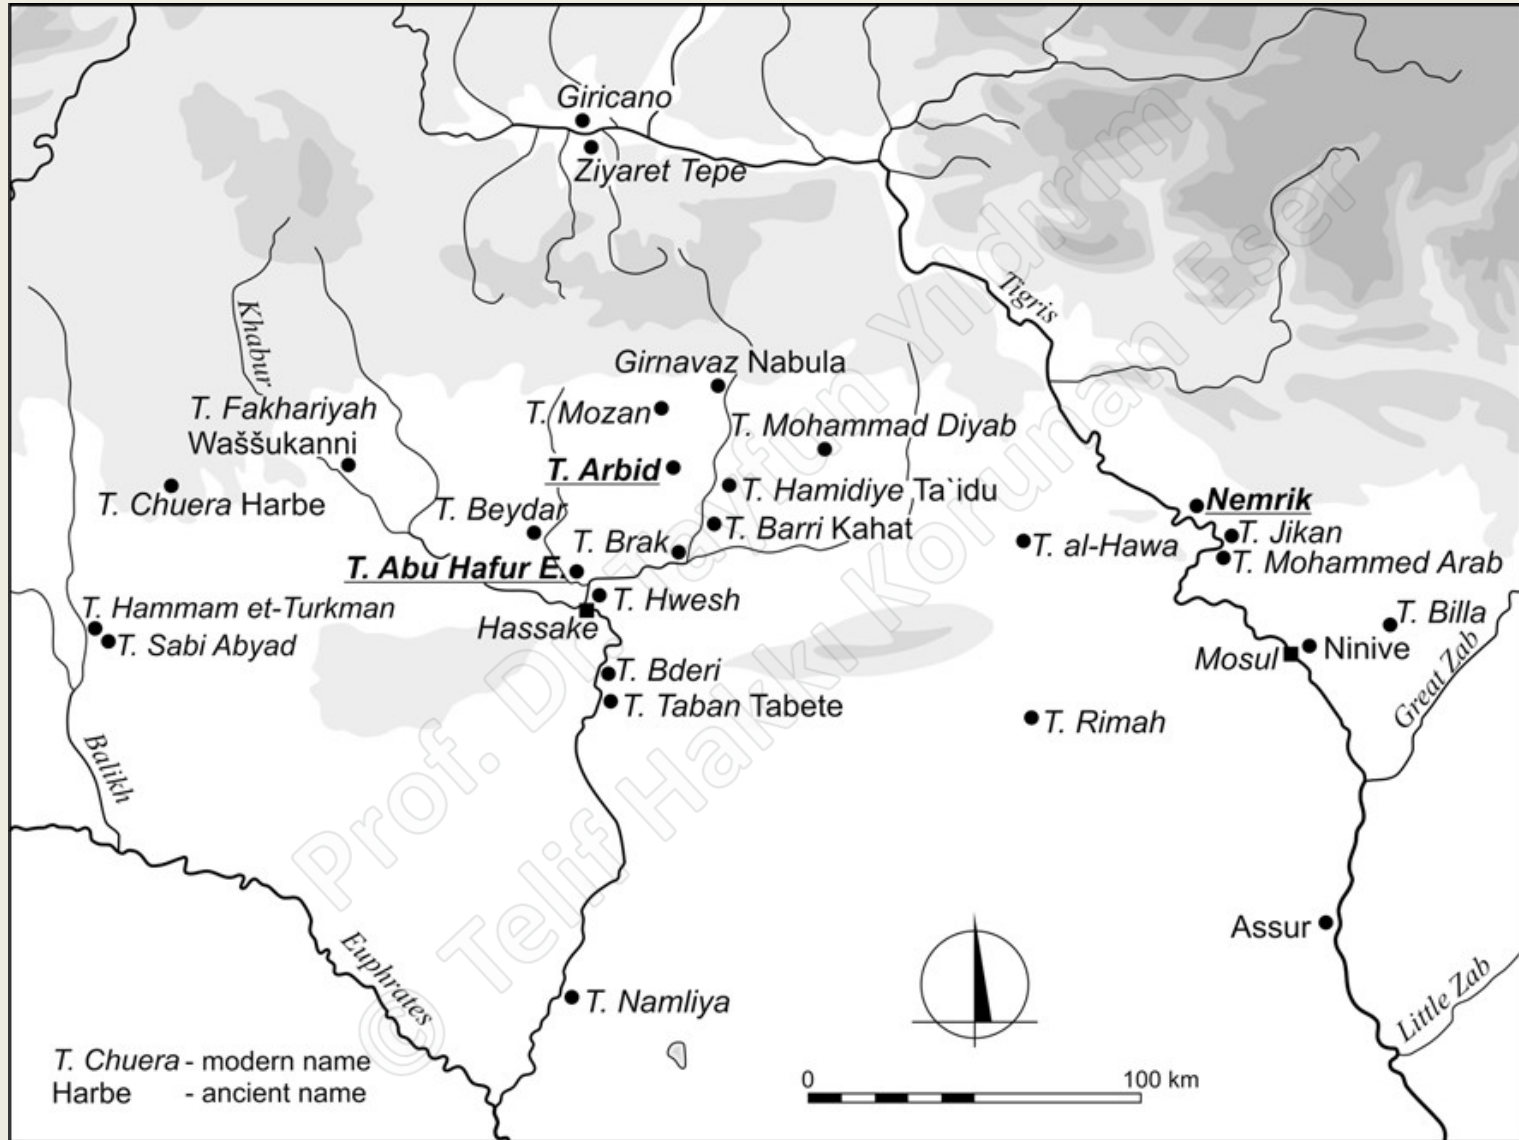 Giricano
Ziyaret Tepe
Tigris
Khabur
Girnavaz Nabula
T. Fakhariyah
Waššukanni
T. Mozan
T. Mohammad Diyab
T. Arbid
T. Chuera Harbe
T. Hamidiye Ta`idu
Nemrik
T. Beydar
T. Barri Kahat
T. Jikan
T. Brak
T. al-Hawa
T. Mohammed Arab
T. Abu Hafur E.
T. Hwesh
T. Hammam et-Turkman
Hassake
T. Billa
T. Sabi Abyad
Ninive
Mosul
T. Bderi
T. Taban Tabete
Great Zab
T. Rimah
Balikh
Assur
Euphrates
T. Namliya
Little Zab
T. Chuera - modern name
Harbe - ancient name
0 100 km
Prof. Dr. Tayfun Yıldırım
© Telif Hakkı Korunan Eser